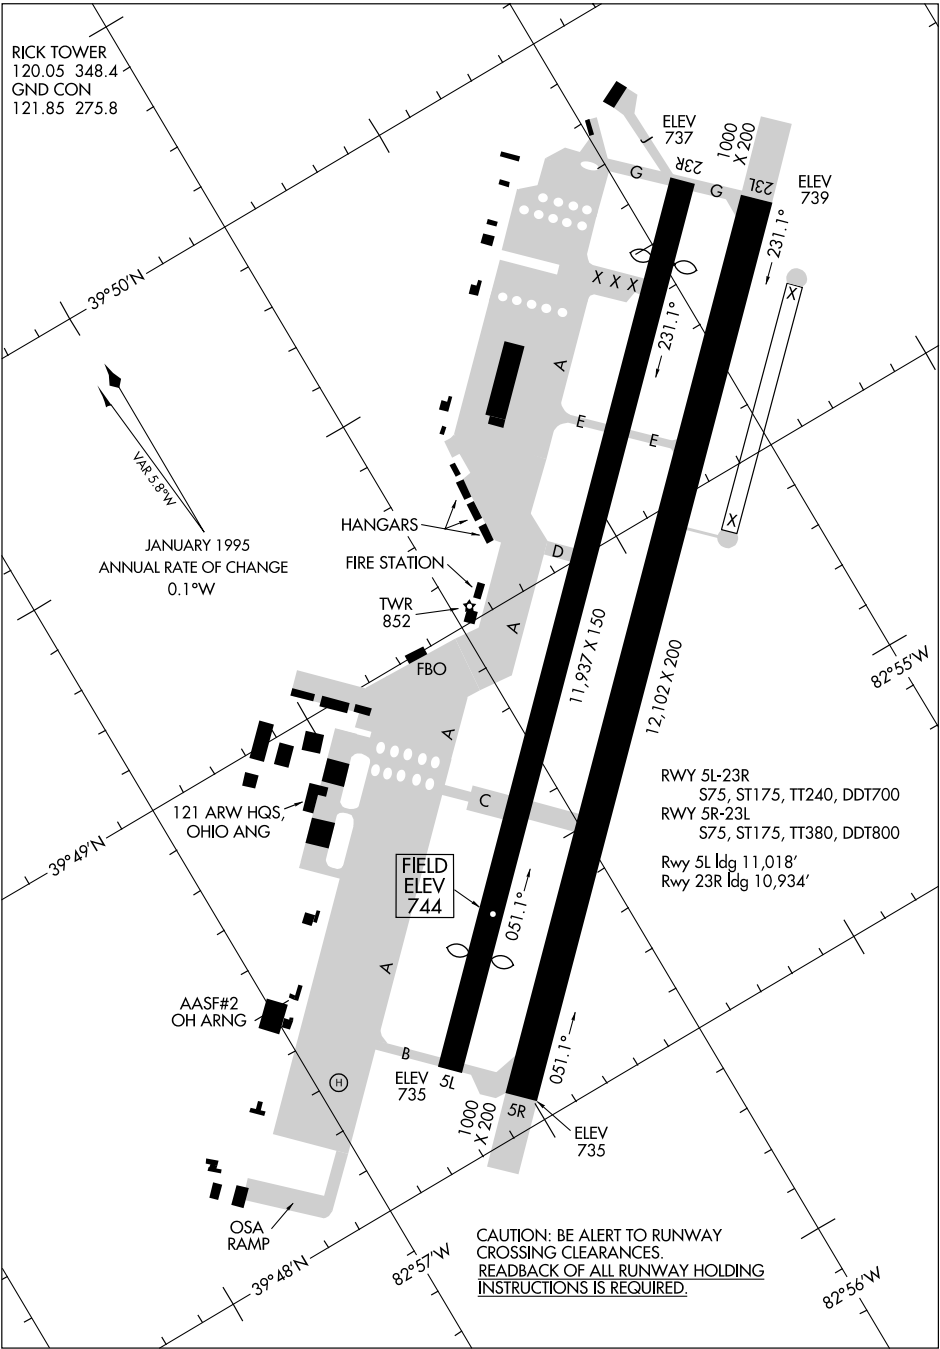 RICK TOWER
120.05 348.4
GND CON
121.85 275.8
ELEV
737
1000
X 200
J
G
23R
G
23L
ELEV
739
231.1°
39°50'N
X X X
X
231.1°
A
E
E
VAR 5.8°W
X
HANGARS
JANUARY 1995
ANNUAL RATE OF CHANGE
0.1°W
D
FIRE STATION
TWR
852
A
11,937 X 150
82°55'W
FBO
12,102 X 200
A
RWY 5L-23R
S75, ST175, TT240, DDT700
RWY 5R-23L
S75, ST175, TT380, DDT800
Rwy 5L ldg 11,018'
Rwy 23R ldg 10,934'
C
121 ARW HQS,
OHIO ANG
39°49'N
FIELD
ELEV
744
051.1°
A
AASF#2
OH ARNG
051.1°
B
H
ELEV
735
5L
1000
X 200
5R
ELEV
735
OSA
RAMP
CAUTION: BE ALERT TO RUNWAY
CROSSING CLEARANCES.
READBACK OF ALL RUNWAY HOLDING
INSTRUCTIONS IS REQUIRED.
39°48'N
82°57'W
82°56'W